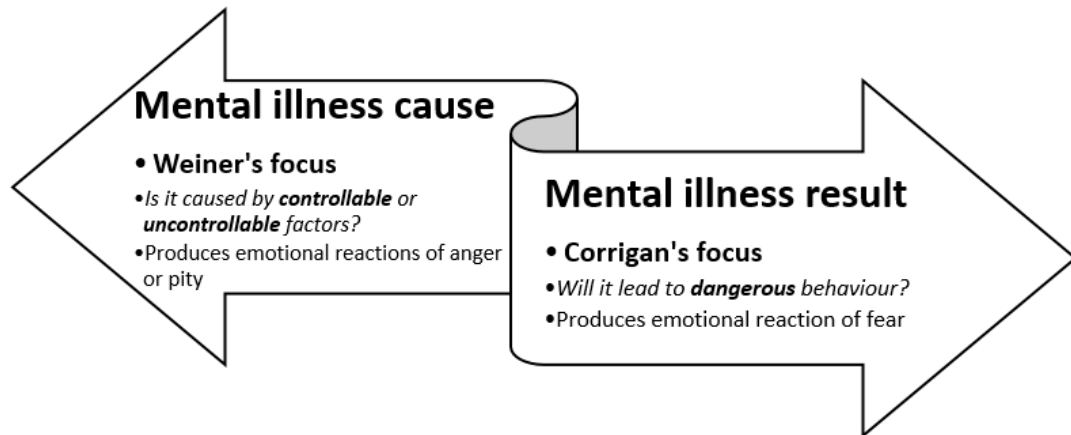 Mental illness cause
• Weiner's focus
•Is it caused by controllable or
uncontrollable factors?
•Produces emotional reactions of anger
or pity
Mental illness result
• Corrigan's focus
•Will it lead to dangerous behaviour?
•Produces emotional reaction of fear